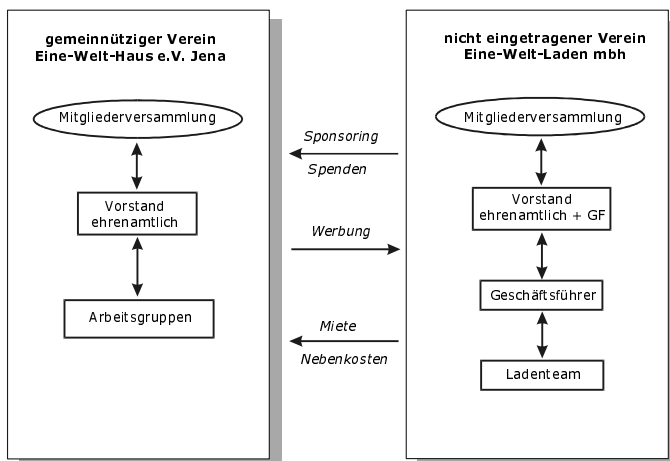 gemeinnütziger Verein
Eine-Welt-Haus e.V. Jena
Mitgliederversammlung
Vorstand
ehrenamtlich
Arbeitsgruppen
Sponsoring
Spenden
Werbung
Miete
Nebenkosten
nicht eingetragener Verein
Eine-Welt-Laden mbh
Mitgliederversammlung
Vorstand
ehrenamtlich + GF
Geschäftsführer
Ladenteam